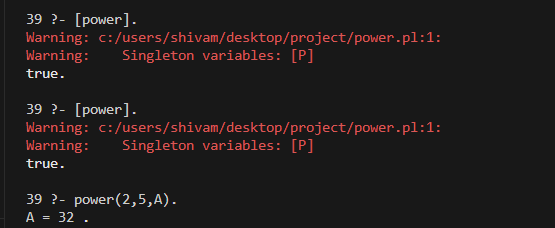 39 ?- [power].
Warning: c:/users/shivam/desktop/project/power.pl:1:
Warning:    Singleton variables: [P]
true.

39 ?- [power].
Warning: c:/users/shivam/desktop/project/power.pl:1:
Warning:    Singleton variables: [P]
true.

39 ?- power(2,5,A).
A = 32 .